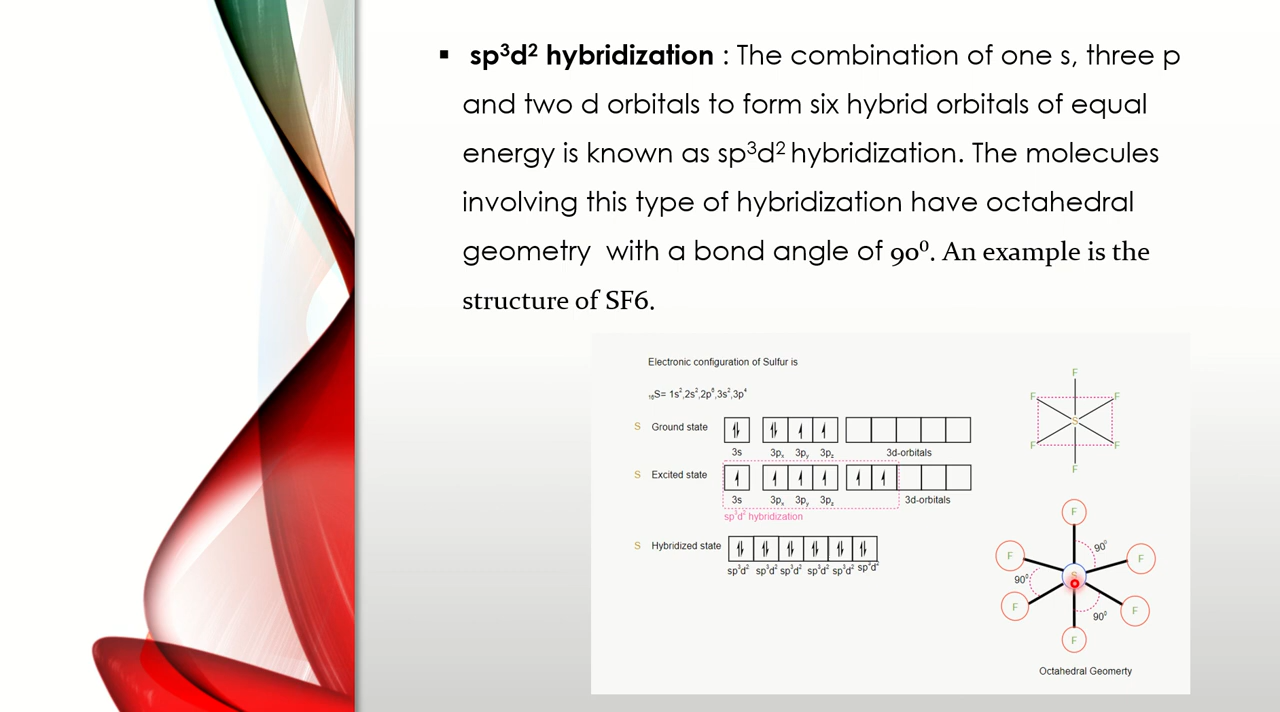 ▪ sp³d² hybridization : The combination of one s, three p
and two d orbitals to form six hybrid orbitals of equal
energy is known as sp³d² hybridization. The molecules
involving this type of hybridization have octahedral
geometry with a bond angle of 90⁰. An example is the
structure of SF6.
Electronic configuration of Sulfur is
₁₆S= 1s²,2s²,2p⁶,3s²,3p⁴
S Ground state
3s 3pₓ 3pᵧ 3p_z 3d-orbitals
S Excited state
3s 3pₓ 3pᵧ 3p_z 3d-orbitals
sp³d² hybridization
S Hybridized state
sp³d² sp³d² sp³d² sp³d² sp³d² sp³d²
F
F F
S
F F
F
F
90⁰
F F
S
90⁰
F F
90⁰
F
Octahedral Geomerty